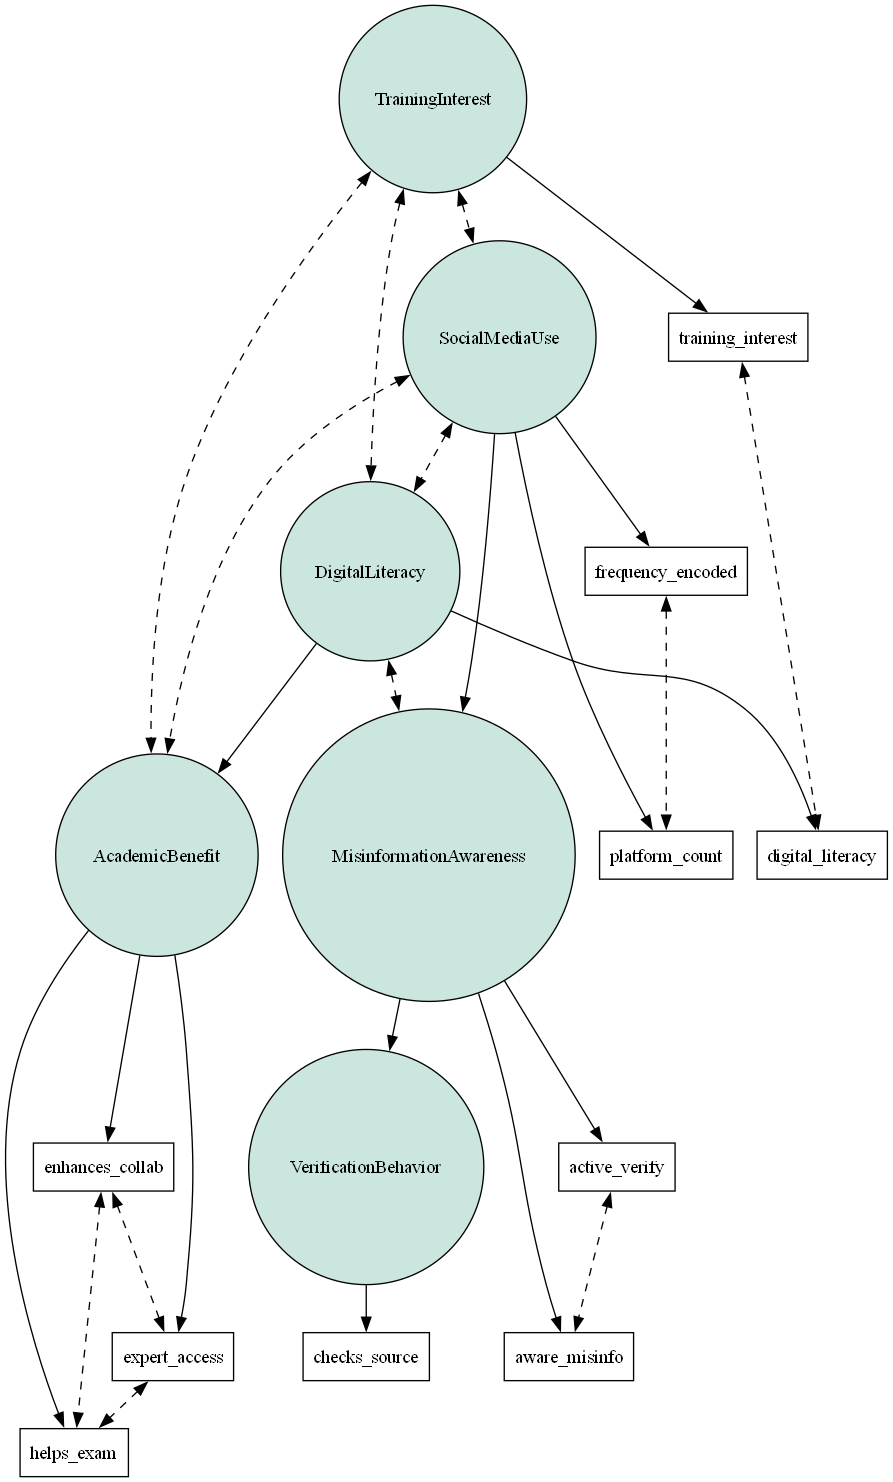 TrainingInterest
SocialMediaUse
training_interest
DigitalLiteracy
frequency_encoded
AcademicBenefit
MisinformationAwareness
platform_count
digital_literacy
enhances_collab
VerificationBehavior
active_verify
expert_access
checks_source
aware_misinfo
helps_exam